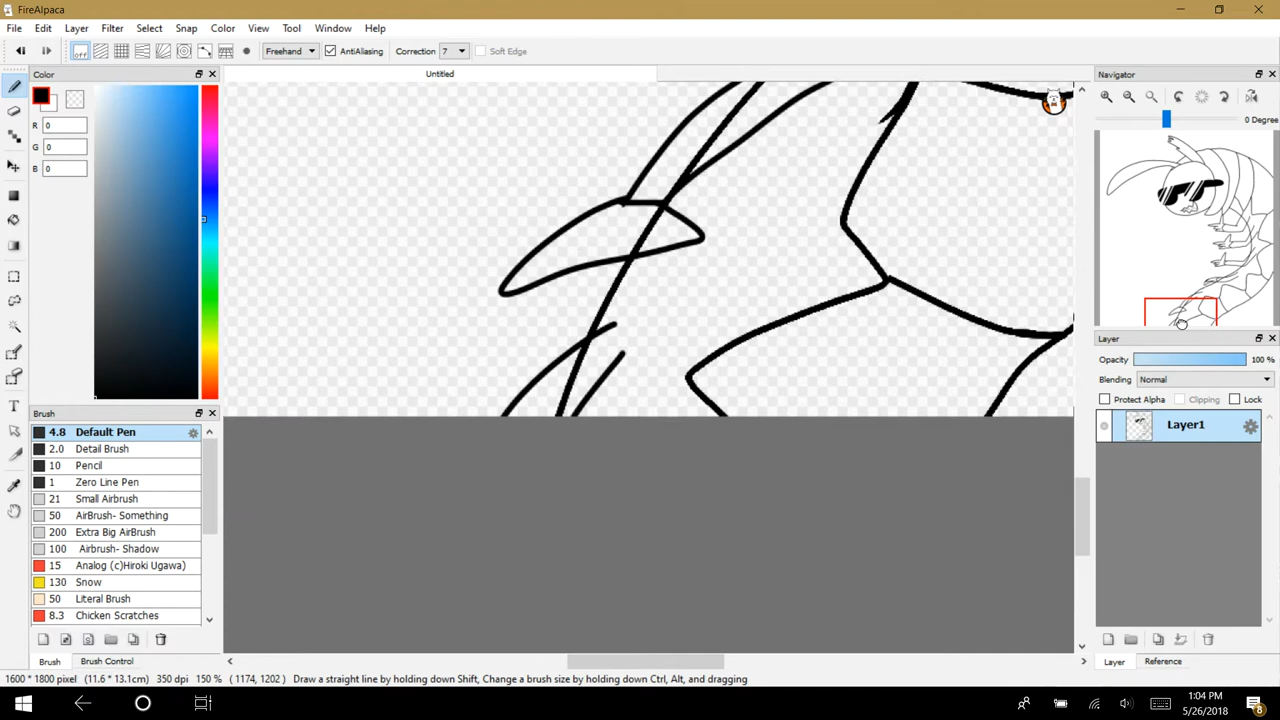 FireAlpaca
File Edit Layer Filter Select Snap Color View Tool Window Help
off Freehand AntiAliasing Correction 7 Soft Edge
Color
Untitled
Navigator
R 0
G 0
B 0
0 Degree
Brush
4.8 Default Pen
2.0 Detail Brush
10 Pencil
1 Zero Line Pen
21 Small Airbrush
50 AirBrush- Something
200 Extra Big AirBrush
100 Airbrush- Shadow
15 Analog (c)Hiroki Ugawa)
130 Snow
50 Literal Brush
8.3 Chicken Scratches
Brush Brush Control
Layer
Opacity 100 %
Blending Normal
Protect Alpha Clipping Lock
Layer1
Layer Reference
1600 * 1800 pixel (11.6 * 13.1cm) 350 dpi 150 % ( 1174, 1202 ) Draw a straight line by holding down Shift, Change a brush size by holding down Ctrl, Alt, and dragging
1:04 PM
5/26/2018
8